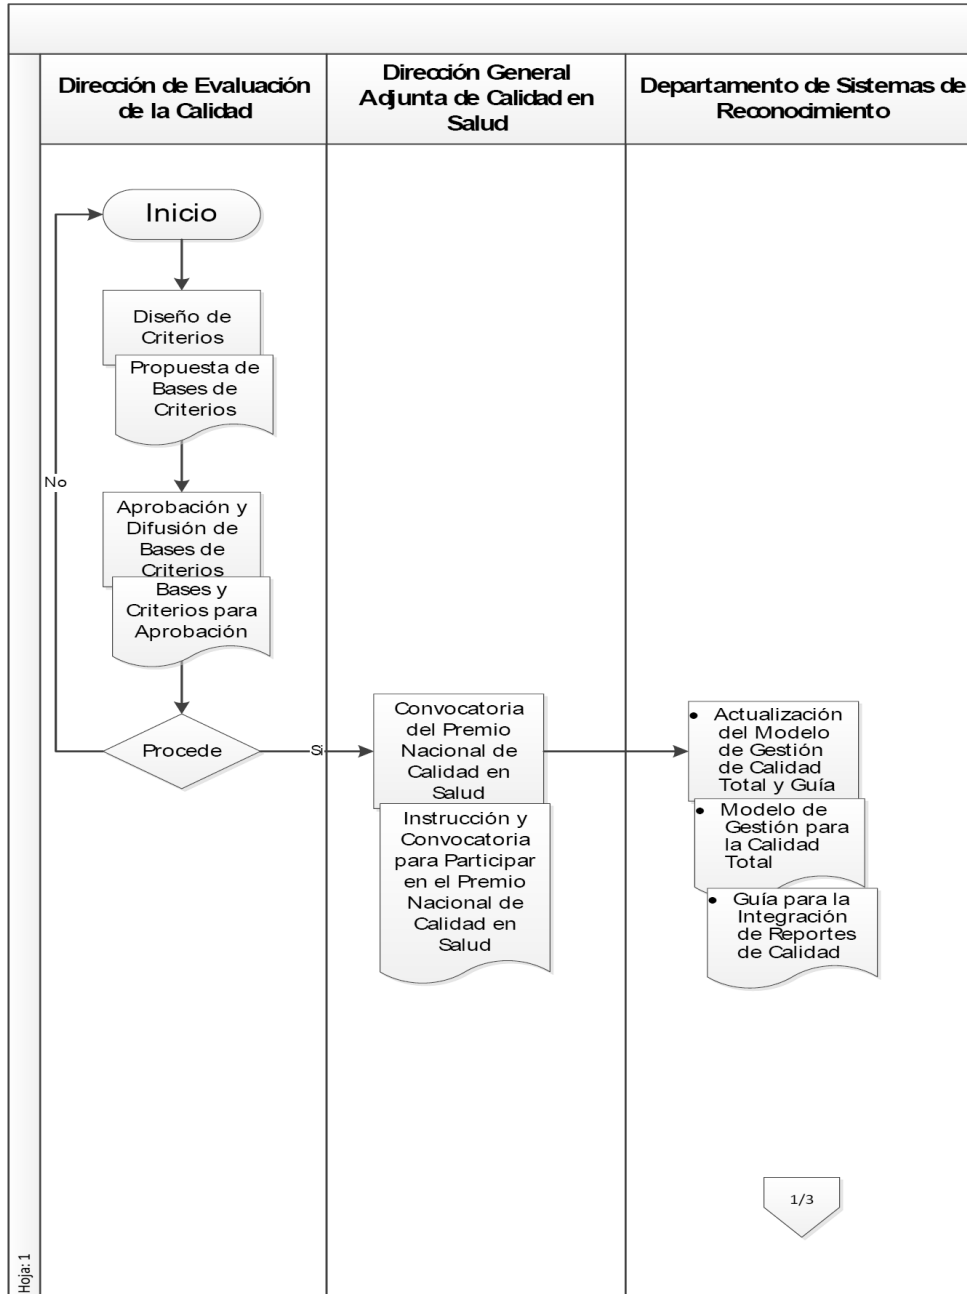 Dirección de Evaluación
de la Calidad
Dirección General
Adjunta de Calidad en
Salud
Departamento de Sistemas de
Reconocimiento
Inicio
Diseño de
Criterios
Propuesta de
Bases de
Criterios
No
Aprobación y
Difusión de
Bases de
Criterios
Bases y
Criterios para
Aprobación
Procede
Si
Convocatoria
del Premio
Nacional de
Calidad en
Salud
Instrucción y
Convocatoria
para Participar
en el Premio
Nacional de
Calidad en
Salud
• Actualización
del Modelo
de Gestión
de Calidad
Total y Guía
• Modelo de
Gestión para
la Calidad
Total
• Guía para la
Integración
de Reportes
de Calidad
1/3
Hoja: 1